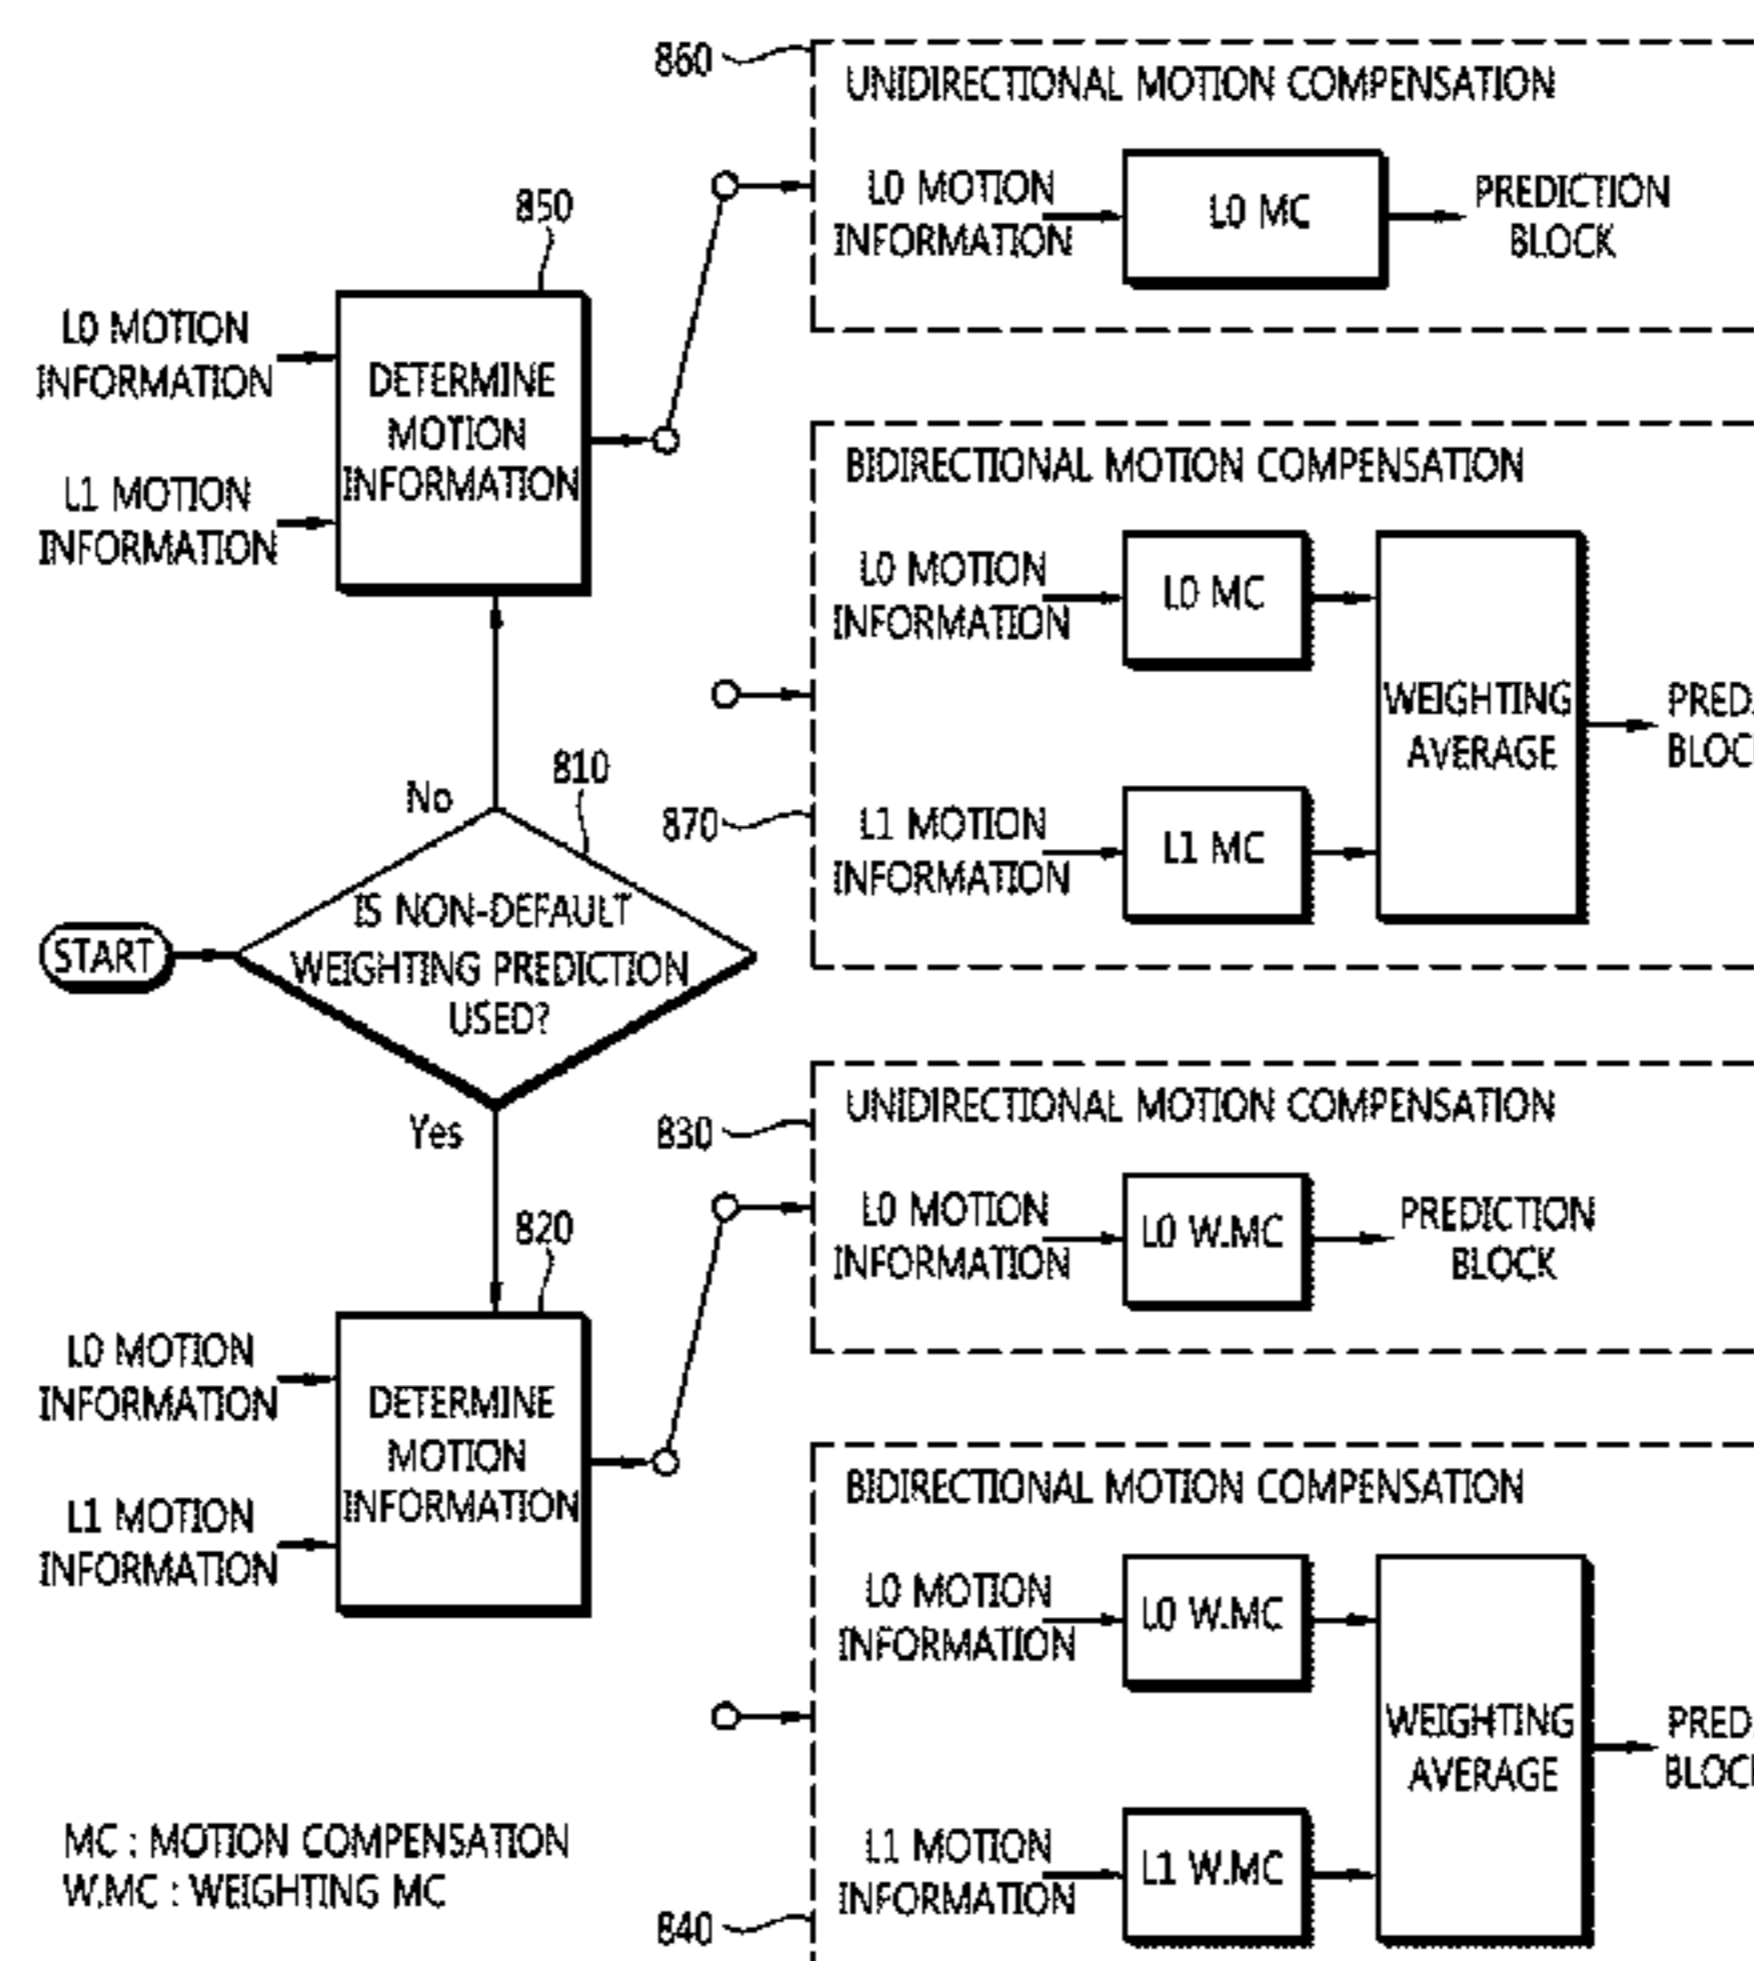 860
UNIDIRECTIONAL MOTION COMPENSATION
L0 MOTION
INFORMATION
L0 MC
PREDICTION
BLOCK
850
L0 MOTION
INFORMATION
L1 MOTION
INFORMATION
DETERMINE
MOTION
INFORMATION
BIDIRECTIONAL MOTION COMPENSATION
L0 MOTION
INFORMATION
L0 MC
WEIGHTING
AVERAGE
870
L1 MOTION
INFORMATION
L1 MC
No
810
START
IS NON-DEFAULT
WEIGHTING PREDICTION
USED?
Yes
830
UNIDIRECTIONAL MOTION COMPENSATION
L0 MOTION
INFORMATION
L0 W.MC
PREDICTION
BLOCK
820
L0 MOTION
INFORMATION
L1 MOTION
INFORMATION
DETERMINE
MOTION
INFORMATION
BIDIRECTIONAL MOTION COMPENSATION
L0 MOTION
INFORMATION
L0 W.MC
WEIGHTING
AVERAGE
L1 MOTION
INFORMATION
L1 W.MC
840
MC : MOTION COMPENSATION
W.MC : WEIGHTING MC